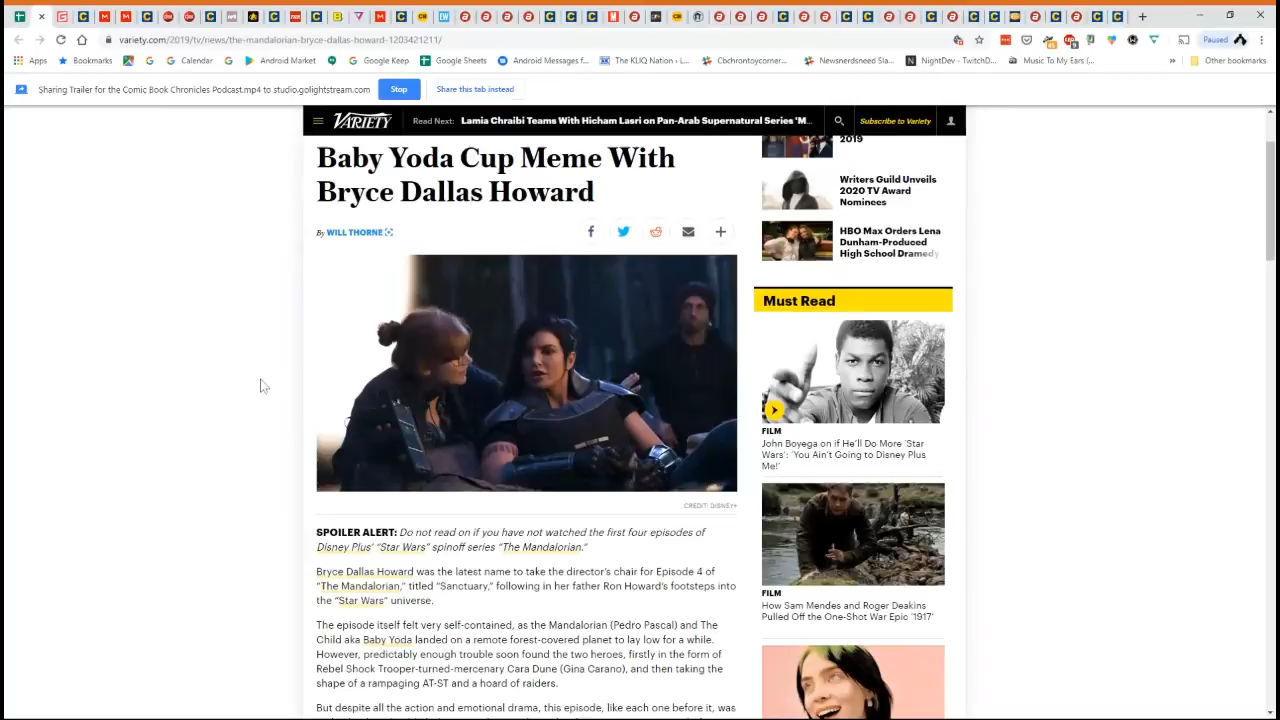 variety.com/2019/tv/news/the-mandalorian-bryce-dallas-howard-1203421211/
Paused
Apps
Bookmarks
Calendar
Android Market
Google Keep
Google Sheets
Android Messages f...
The KLIQ Nation › L...
Cbchrontoycorner...
Newsnerdsneed Sla...
NightDev - TwitchD...
Music To My Ears (...
»
Other bookmarks
Sharing Trailer for the Comic Book Chronicles Podcast.mp4 to studio.golightstream.com
Stop
Share this tab instead
VARIETY
Read Next: Lamia Chraibi Teams With Hicham Lasri on Pan-Arab Supernatural Series 'M...
Subscribe to Variety
Baby Yoda Cup Meme With
Bryce Dallas Howard
By WILL THORNE
CREDIT: DISNEY+
SPOILER ALERT: Do not read on if you have not watched the first four episodes of
Disney Plus' "Star Wars" spinoff series "The Mandalorian."
Bryce Dallas Howard was the latest name to take the director's chair for Episode 4 of
"The Mandalorian," titled "Sanctuary," following in her father Ron Howard's footsteps into
the "Star Wars" universe.
The episode itself felt very self-contained, as the Mandalorian (Pedro Pascal) and The
Child aka Baby Yoda landed on a remote forest-covered planet to lay low for a while.
However, predictably enough trouble soon found the two heroes, firstly in the form of
Rebel Shock Trooper-turned-mercenary Cara Dune (Gina Carano), and then taking the
shape of a rampaging AT-ST and a hoard of raiders.
But despite all the action and emotional drama, this episode, like each one before it, was
2019
Writers Guild Unveils
2020 TV Award
Nominees
HBO Max Orders Lena
Dunham-Produced
High School Dramedy
Must Read
FILM
John Boyega on if He'll Do More 'Star
Wars': 'You Ain't Going to Disney Plus
Me!'
FILM
How Sam Mendes and Roger Deakins
Pulled Off the One-Shot War Epic '1917'